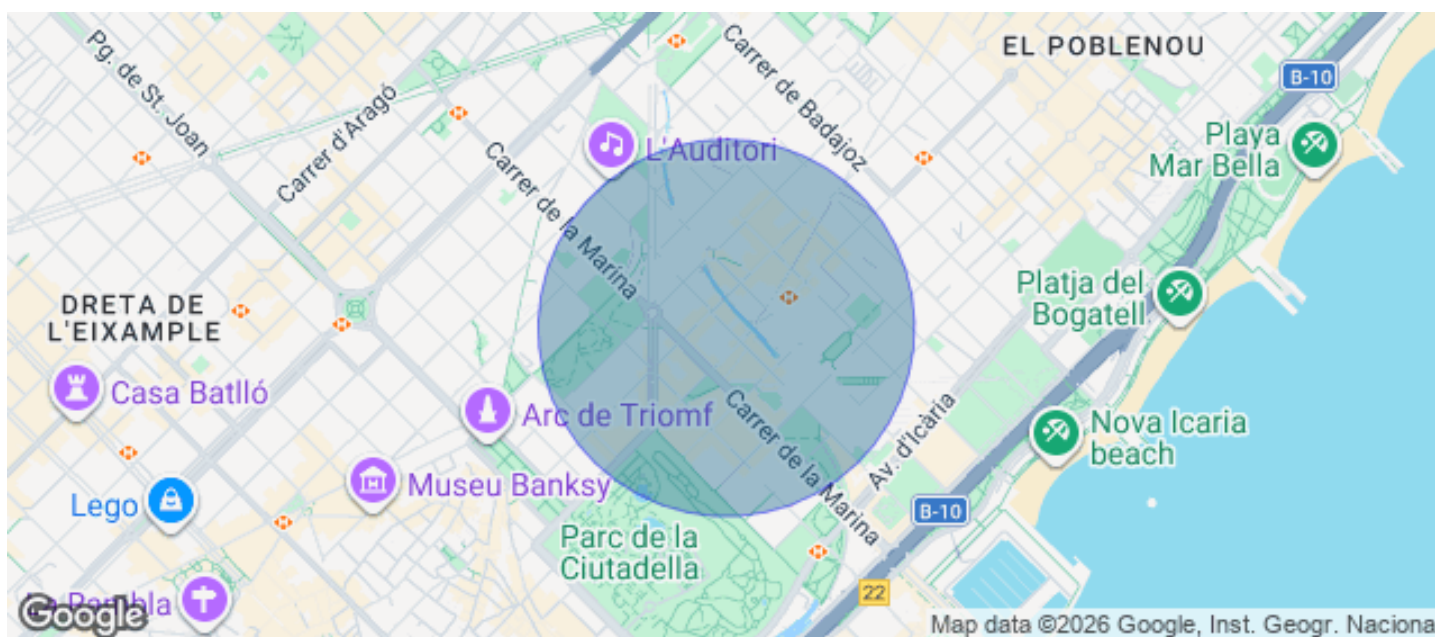 Pg. de St. Joan
Carrer d'Aragó
Carrer de Badajoz
EL POBLENOU
B-10
Playa
Mar Bella
L'Auditori
Carrer de la Marina
DRETA DE
L'EIXAMPLE
Casa Batlló
Arc de Triomf
Platja del
Bogatell
Carrer de la Marina
Av. d'Icària
Nova Icaria
beach
Museu Banksy
Lego
B-10
Parc de la
Ciutadella
22
Google
Map data ©2026 Google, Inst. Geogr. Naciona